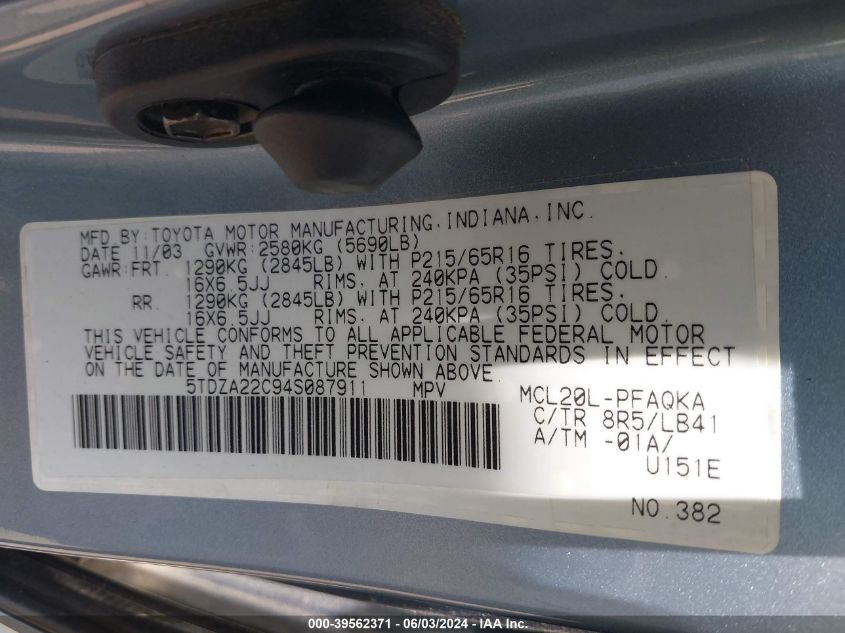 MFD BY:TOYOTA MOTOR MANUFACTURING,INDIANA,INC.
DATE 11/03 GVWR:2580KG (5690LB)
GAWR:FRT. 1290KG (2845LB) WITH P215/65R16 TIRES.
16X6.5JJ RIMS. AT 240KPA (35PSI) COLD.
RR. 1290KG (2845LB) WITH P215/65R16 TIRES.
16X6.5JJ RIMS. AT 240KPA (35PSI) COLD.
THIS VEHICLE CONFORMS TO ALL APPLICABLE FEDERAL MOTOR
VEHICLE SAFETY AND THEFT PREVENTION STANDARDS IN EFFECT
ON THE DATE OF MANUFACTURE SHOWN ABOVE.
5TDZA22C94S087911 MPV
MCL20L-PFAQKA
C/TR 8R5/LB41
A/TM -01A/
U151E
NO.382
000-39562371 - 06/03/2024 - IAA Inc.